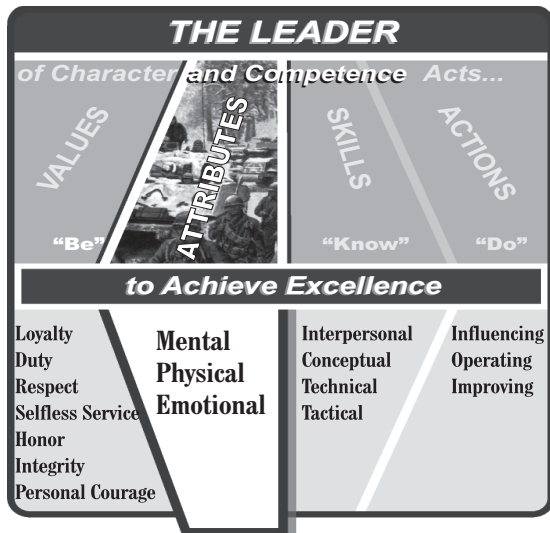 THE LEADER
of Character and Competence Acts...
VALUES
ATTRIBUTES
SKILLS
ACTIONS
“Be”
“Know”
“Do”
to Achieve Excellence
Loyalty
Duty
Respect
Selfless Service
Honor
Integrity
Personal Courage
Mental
Physical
Emotional
Interpersonal
Conceptual
Technical
Tactical
Influencing
Operating
Improving